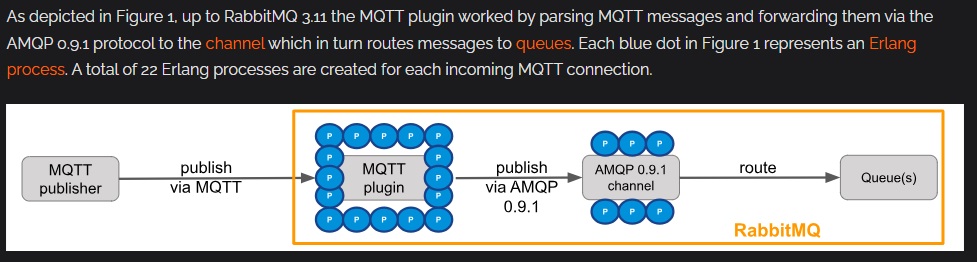 As depicted in Figure 1, up to RabbitMQ 3.11 the MQTT plugin worked by parsing MQTT messages and forwarding them via the
AMQP 0.9.1 protocol to the channel which in turn routes messages to queues. Each blue dot in Figure 1 represents an Erlang
process. A total of 22 Erlang processes are created for each incoming MQTT connection.
MQTT
publisher
publish
via MQTT
P P P P P
P P
P P
P P P P P
P P
MQTT
plugin
publish
via AMQP
0.9.1
P P P
AMQP 0.9.1
channel
P P P
route
Queue(s)
RabbitMQ